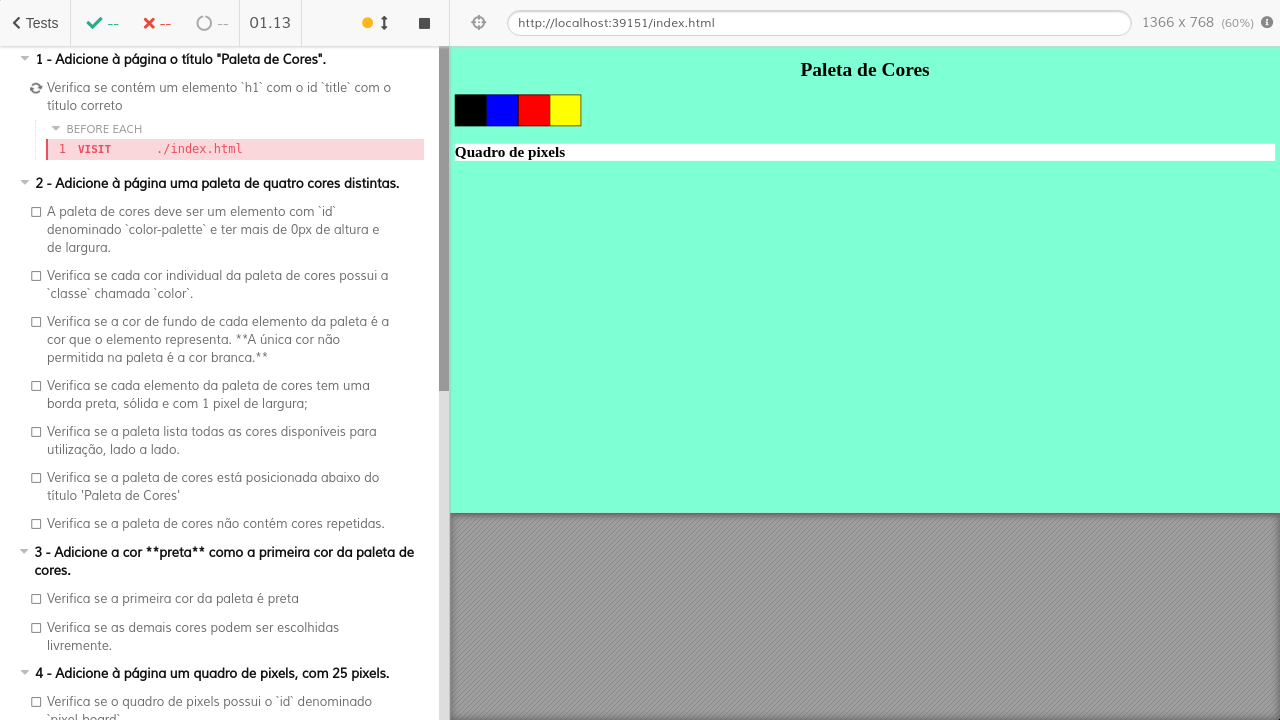 Tests
--
--
--
01.13
http://localhost:39151/index.html
1366 x 768 (60%)
1 - Adicione à página o título "Paleta de Cores".
Verifica se contém um elemento `h1` com o id `title` com o
título correto
BEFORE EACH
1 VISIT ./index.html
2 - Adicione à página uma paleta de quatro cores distintas.
A paleta de cores deve ser um elemento com `id`
denominado `color-palette` e ter mais de 0px de altura e
de largura.
Verifica se cada cor individual da paleta de cores possui a
`classe` chamada `color`.
Verifica se a cor de fundo de cada elemento da paleta é a
cor que o elemento representa. **A única cor não
permitida na paleta é a cor branca.**
Verifica se cada elemento da paleta de cores tem uma
borda preta, sólida e com 1 pixel de largura;
Verifica se a paleta lista todas as cores disponíveis para
utilização, lado a lado.
Verifica se a paleta de cores está posicionada abaixo do
título 'Paleta de Cores'
Verifica se a paleta de cores não contém cores repetidas.
3 - Adicione a cor **preta** como a primeira cor da paleta de
cores.
Verifica se a primeira cor da paleta é preta
Verifica se as demais cores podem ser escolhidas
livremente.
4 - Adicione à página um quadro de pixels, com 25 pixels.
Verifica se o quadro de pixels possui o `id` denominado
`pixel-board`
Paleta de Cores
Quadro de pixels